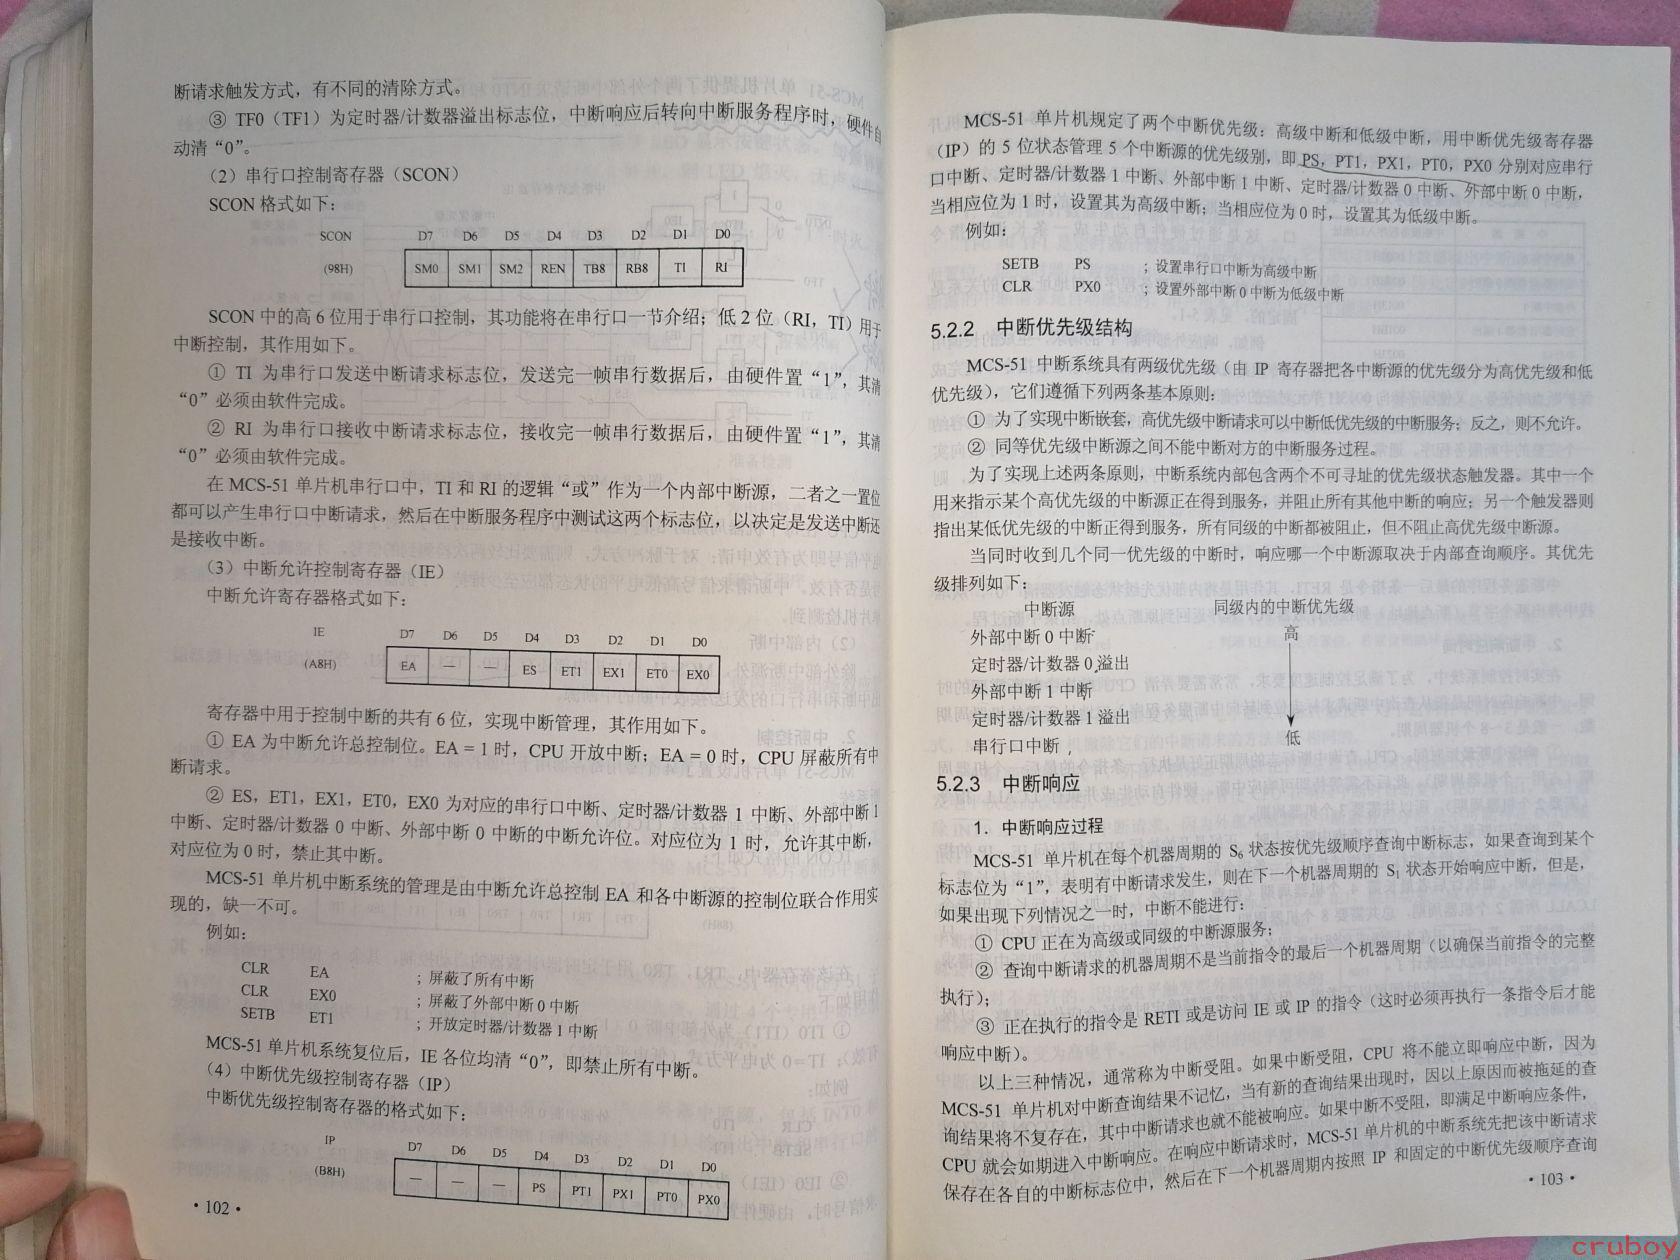 断请求触发方式，有不同的清除方式。
③ TF0（TF1）为定时器/计数器溢出标志位，中断响应后转向中断服务程序时，硬件自
动清“0”。
（2）串行口控制寄存器（SCON）
SCON 格式如下：
SCON D7 D6 D5 D4 D3 D2 D1 D0
(98H) SM0 SM1 SM2 REN TB8 RB8 TI RI
SCON 中的高 6 位用于串行口控制，其功能将在串行口一节介绍；低 2 位（RI，TI）用于
中断控制，其作用如下。
① TI 为串行口发送中断请求标志位，发送完一帧串行数据后，由硬件置“1”，其清
“0”必须由软件完成。
② RI 为串行口接收中断请求标志位，接收完一帧串行数据后，由硬件置“1”，其清
“0”必须由软件完成。
在 MCS-51 单片机串行口中，TI 和 RI 的逻辑“或”作为一个内部中断源，二者之一置位
都可以产生串行口中断请求，然后在中断服务程序中测试这两个标志位，以决定是发送中断还
是接收中断。
（3）中断允许控制寄存器（IE）
中断允许寄存器格式如下：
IE D7 D6 D5 D4 D3 D2 D1 D0
(A8H) EA — — ES ET1 EX1 ET0 EX0
寄存器中用于控制中断的共有 6 位，实现中断管理，其作用如下。
① EA 为中断允许总控制位。EA = 1 时，CPU 开放中断；EA = 0 时，CPU 屏蔽所有中
断请求。
② ES，ET1，EX1，ET0，EX0 为对应的串行口中断、定时器/计数器 1 中断、外部中断 1
中断、定时器/计数器 0 中断、外部中断 0 中断的中断允许位。对应位为 1 时，允许其中断，
对应位为 0 时，禁止其中断。
MCS-51 单片机中断系统的管理是由中断允许总控制 EA 和各中断源的控制位联合作用实
现的，缺一不可。
例如：
CLR EA ；屏蔽了所有中断
CLR EX0 ；屏蔽了外部中断 0 中断
SETB ET1 ；开放定时器/计数器 1 中断
MCS-51 单片机系统复位后，IE 各位均清“0”，即禁止所有中断。
（4）中断优先级控制寄存器（IP）
中断优先级控制寄存器的格式如下：
IP D7 D6 D5 D4 D3 D2 D1 D0
(B8H) — — — PS PT1 PX1 PT0 PX0
· 102 ·
MCS-51 单片机规定了两个中断优先级：高级中断和低级中断，用中断优先级寄存器
（IP）的 5 位状态管理 5 个中断源的优先级别，即 PS，PT1，PX1，PT0，PX0 分别对应串行
口中断、定时器/计数器 1 中断、外部中断 1 中断、定时器/计数器 0 中断、外部中断 0 中断，
当相应位为 1 时，设置其为高级中断；当相应位为 0 时，设置其为低级中断。
例如：
SETB PS ；设置串行口中断为高级中断
CLR PX0 ；设置外部中断 0 中断为低级中断
5.2.2 中断优先级结构
MCS-51 中断系统具有两级优先级（由 IP 寄存器把各中断源的优先级分为高优先级和低
优先级），它们遵循下列两条基本原则：
① 为了实现中断嵌套，高优先级中断请求可以中断低优先级的中断服务；反之，则不允许。
② 同等优先级中断源之间不能中断对方的中断服务过程。
为了实现上述两条原则，中断系统内部包含两个不可寻址的优先级状态触发器。其中一个
用来指示某个高优先级的中断源正在得到服务，并阻止所有其他中断的响应；另一个触发器则
指出某低优先级的中断正得到服务，所有同级的中断都被阻止，但不阻止高优先级中断源。
当同时收到几个同一优先级的中断时，响应哪一个中断源取决于内部查询顺序。其优先
级排列如下：
中断源 同级内的中断优先级
外部中断 0 中断 高
定时器/计数器 0 溢出
外部中断 1 中断
定时器/计数器 1 溢出
串行口中断 低
5.2.3 中断响应
1．中断响应过程
MCS-51 单片机在每个机器周期的 S6 状态按优先级顺序查询中断标志，如果查询到某个
标志位为“1”，表明有中断请求发生，则在下一个机器周期的 S1 状态开始响应中断，但是，
如果出现下列情况之一时，中断不能进行：
① CPU 正在为高级或同级的中断源服务；
② 查询中断请求的机器周期不是当前指令的最后一个机器周期（以确保当前指令的完整
执行）；
③ 正在执行的指令是 RETI 或是访问 IE 或 IP 的指令（这时必须再执行一条指令后才能
响应中断）。
以上三种情况，通常称为中断受阻。如果中断受阻，CPU 将不能立即响应中断，因为
MCS-51 单片机对中断查询结果不记忆，当有新的查询结果出现时，因以上原因而被拖延的查
询结果将不复存在，其中中断请求也就不能被响应。如果中断不受阻，即满足中断响应条件，
CPU 就会如期进入中断响应。在响应中断请求时，MCS-51 单片机的中断系统先把该中断请求
保存在各自的中断标志位中，然后在下一个机器周期内按照 IP 和固定的中断优先级顺序查询
· 103 ·
cruboy